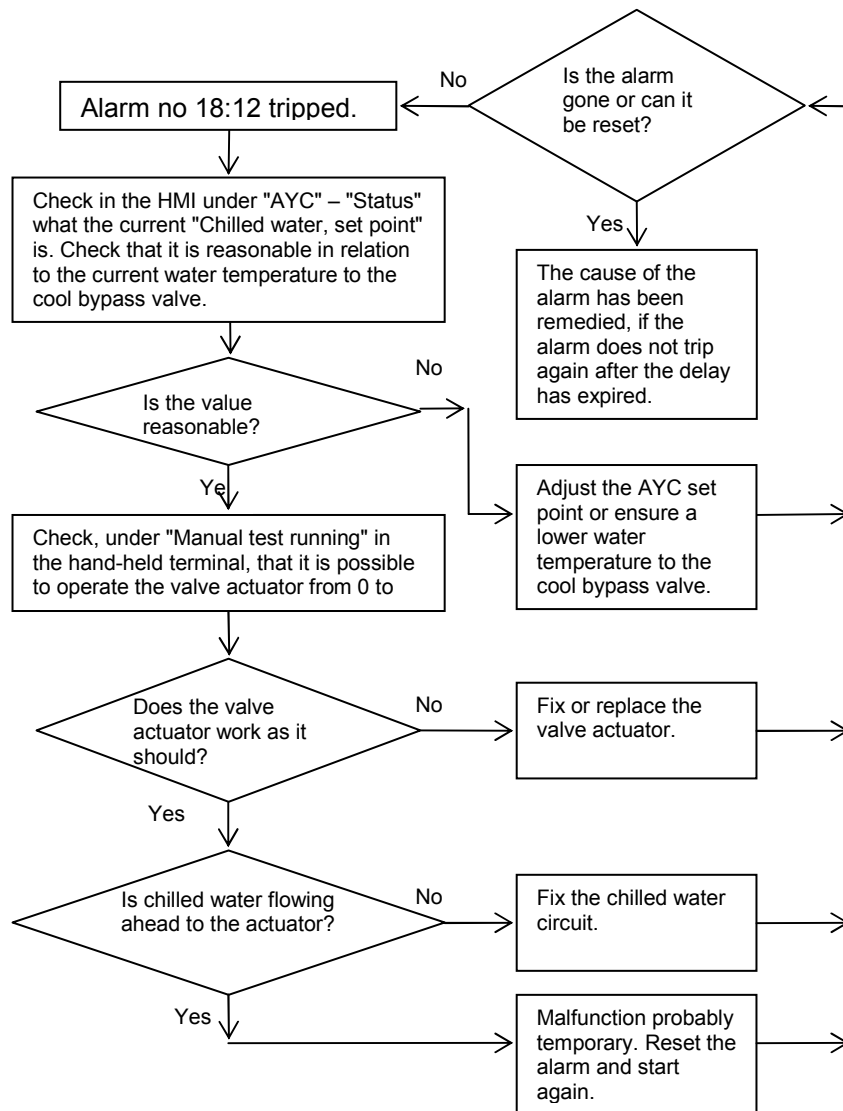 Alarm no 18:12 tripped.
No
Is the alarm
gone or can it
be reset?
Yes
The cause of the
alarm has been
remedied, if the
alarm does not trip
again after the delay
has expired.
Check in the HMI under "AYC" – "Status"
what the current "Chilled water, set point"
is. Check that it is reasonable in relation
to the current water temperature to the
cool bypass valve.
Is the value
reasonable?
No
Adjust the AYC set
point or ensure a
lower water
temperature to the
cool bypass valve.
Ye
Check, under "Manual test running" in
the hand-held terminal, that it is possible
to operate the valve actuator from 0 to
Does the valve
actuator work as it
should?
No
Fix or replace the
valve actuator.
Yes
Is chilled water flowing
ahead to the actuator?
No
Fix the chilled water
circuit.
Yes
Malfunction probably
temporary. Reset the
alarm and start
again.